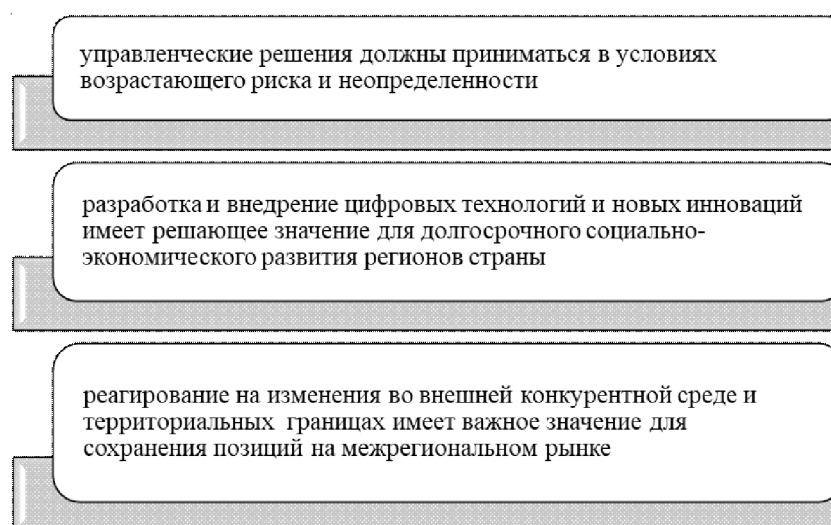 управленческие решения должны приниматься в условиях
возрастающего риска и неопределенности
разработка и внедрение цифровых технологий и новых инноваций
имеет решающее значение для долгосрочного социально-
экономического развития регионов страны
реагирование на изменения во внешней конкурентной среде и
территориальных границах имеет важное значение для
сохранения позиций на межрегиональном рынке